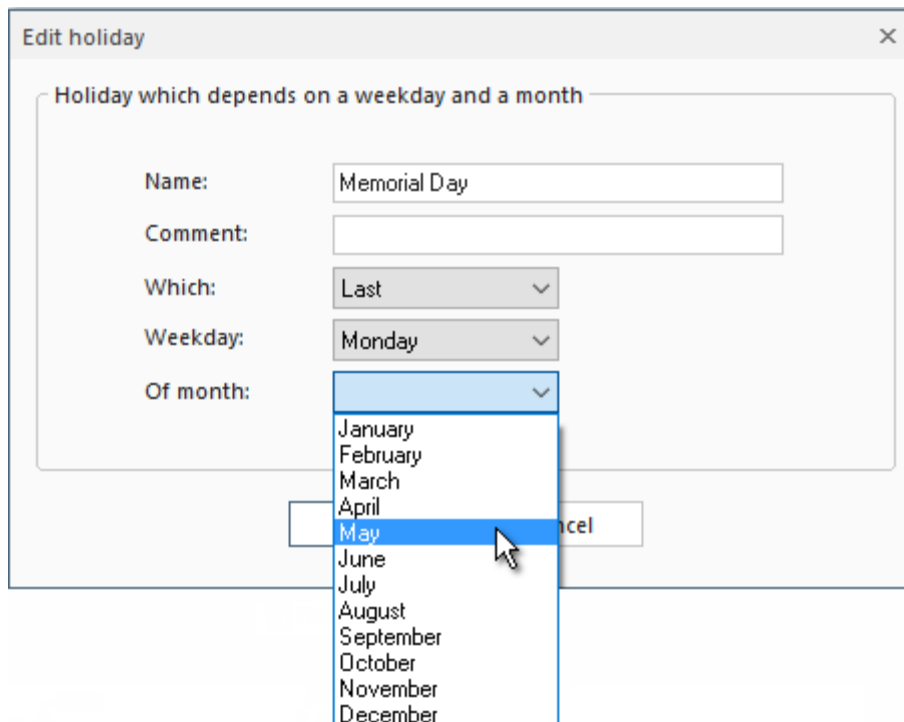 Edit holiday
Holiday which depends on a weekday and a month
Name: Memorial Day
Comment:
Which: Last
Weekday: Monday
Of month:
January
February
March
April
May
June
July
August
September
October
November
December